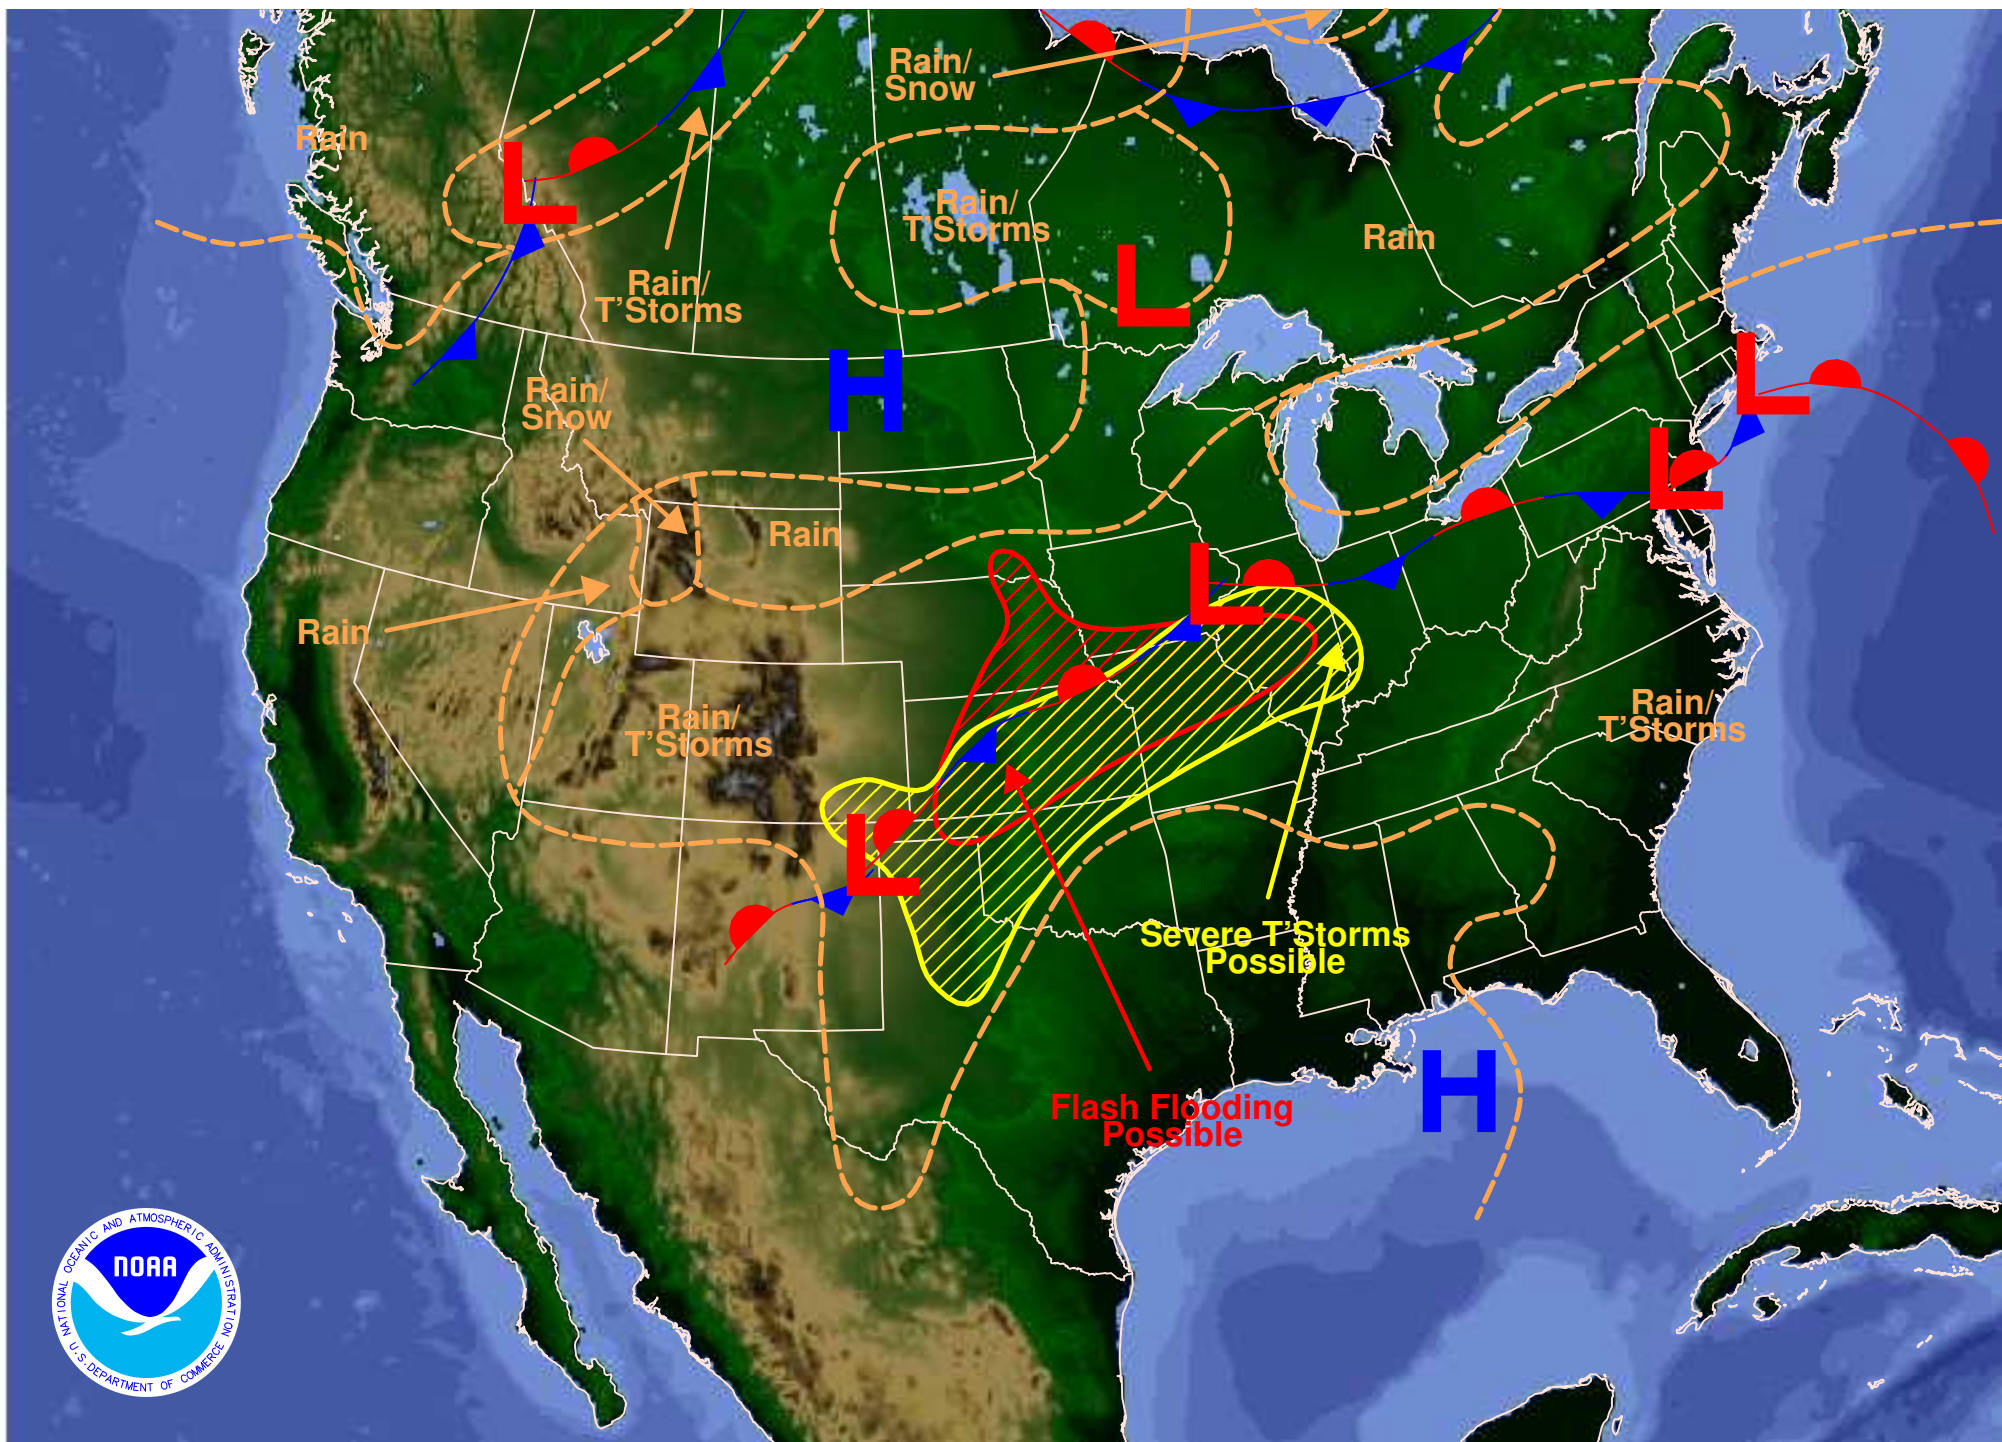 Rain/
Snow
Rain
Rain/
T'Storms
Rain
Rain/
T'Storms
H
L
L
L
Rain/
Snow
L
Rain
L
Rain
Rain/
T'Storms
Rain/
T'Storms
L
Severe T'Storms
Possible
H
Flash Flooding
Possible
NATIONAL OCEANIC AND ATMOSPHERIC ADMINISTRATION
NOAA
U.S. DEPARTMENT OF COMMERCE